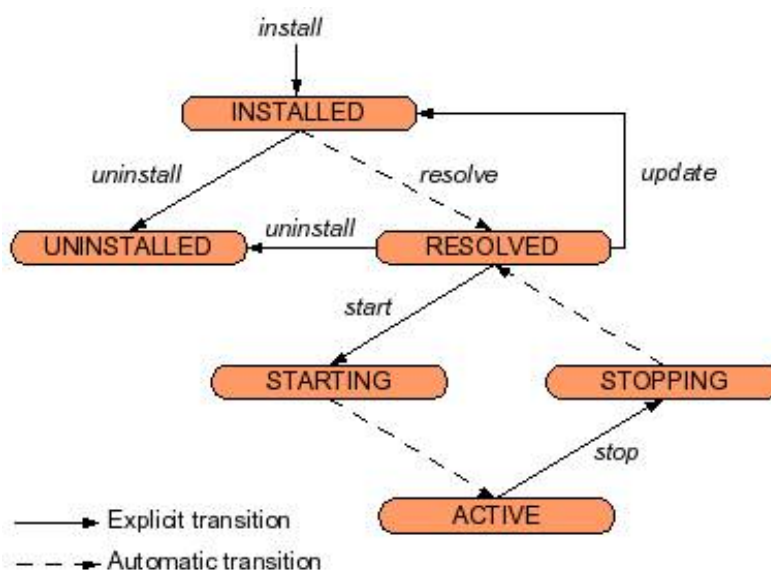 install
INSTALLED
uninstall
resolve
update
UNINSTALLED
uninstall
RESOLVED
start
STARTING
STOPPING
stop
ACTIVE
Explicit transition
Automatic transition